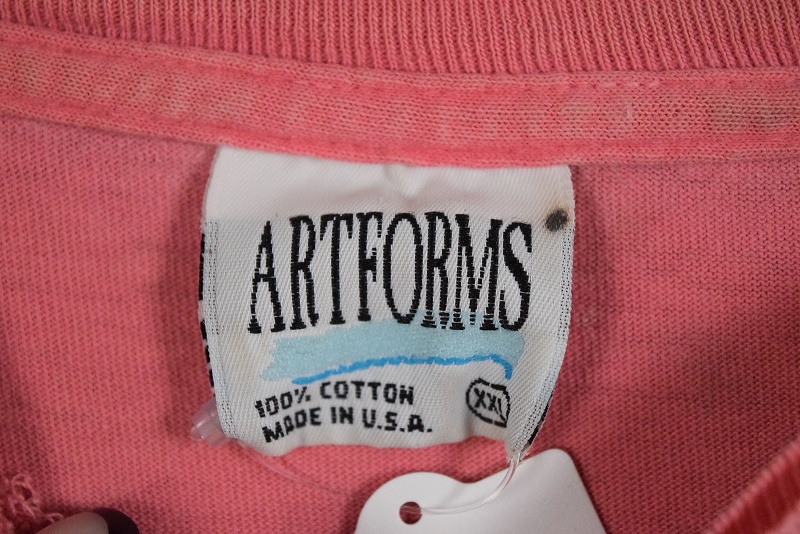 ARTFORMS
100% COTTON
MADE IN U.S.A.
XXL